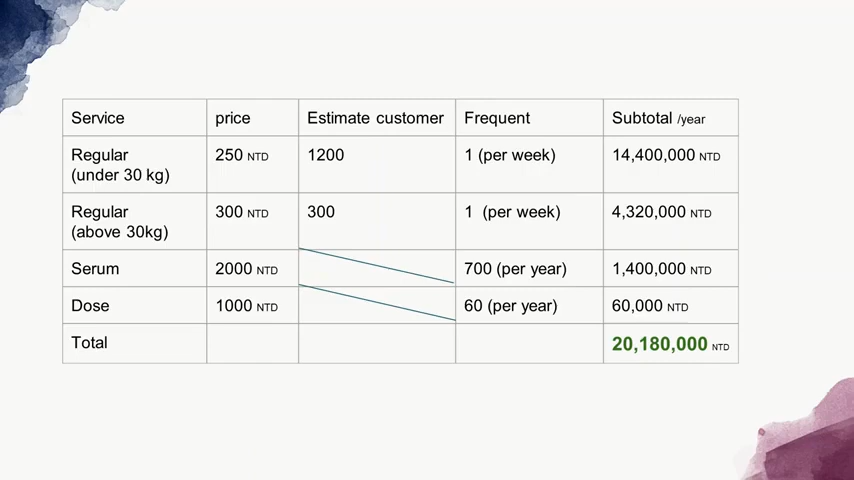 Service price Estimate customer Frequent Subtotal /year
Regular
(under 30 kg) 250 NTD 1200 1 (per week) 14,400,000 NTD
Regular
(above 30kg) 300 NTD 300 1 (per week) 4,320,000 NTD
Serum 2000 NTD 700 (per year) 1,400,000 NTD
Dose 1000 NTD 60 (per year) 60,000 NTD
Total 20,180,000 NTD